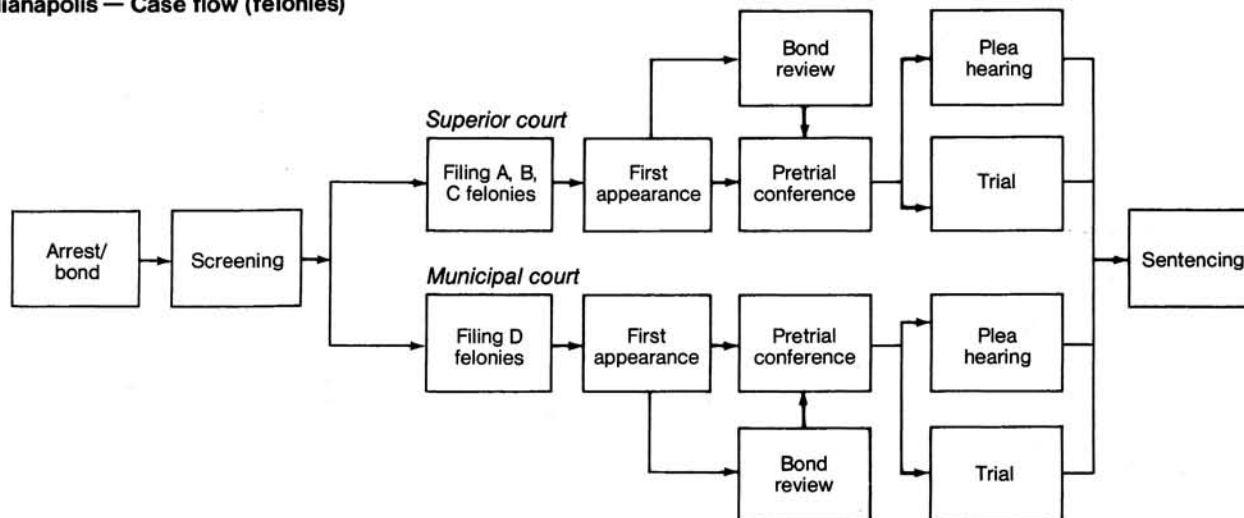 dianapolis — Case flow (felonies)
Bond
review
Plea
hearing
Superior court
Filing A, B,
C felonies
First
appearance
Pretrial
conference
Trial
Arrest/
bond
Screening
Sentencing
Municipal court
Filing D
felonies
First
appearance
Pretrial
conference
Plea
hearing
Bond
review
Trial